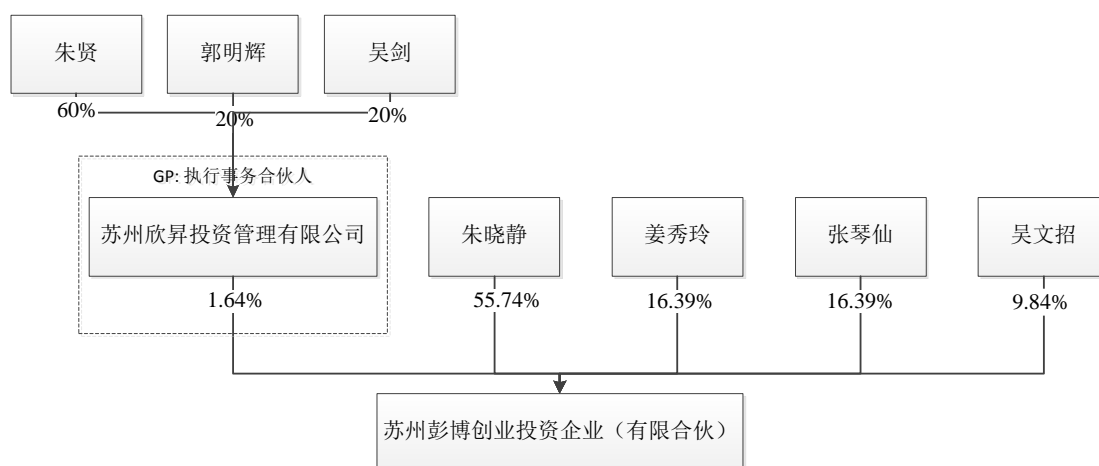 朱贤
郭明辉
吴剑
60%
20%
20%
GP: 执行事务合伙人
苏州欣昇投资管理有限公司
朱晓静
姜秀玲
张琴仙
吴文招
1.64%
55.74%
16.39%
16.39%
9.84%
苏州彭博创业投资企业（有限合伙）